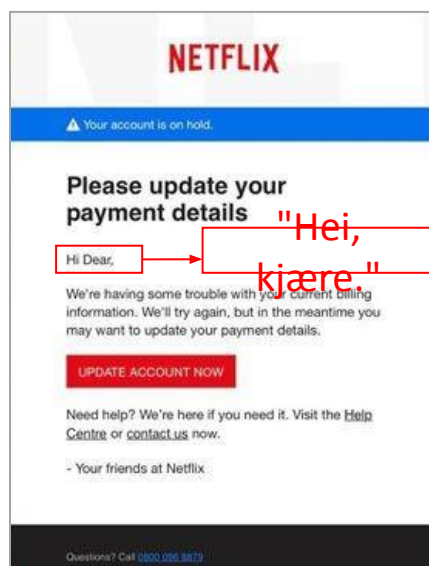 NETFLIX
Your account is on hold.
Please update your
payment details
"Hei,
kjære."
Hi Dear,
We're having some trouble with your current billing
information. We'll try again, but in the meantime you
may want to update your payment details.
UPDATE ACCOUNT NOW
Need help? We're here if you need it. Visit the Help
Centre or contact us now.
- Your friends at Netflix
Questions? Call 0800 096 8879